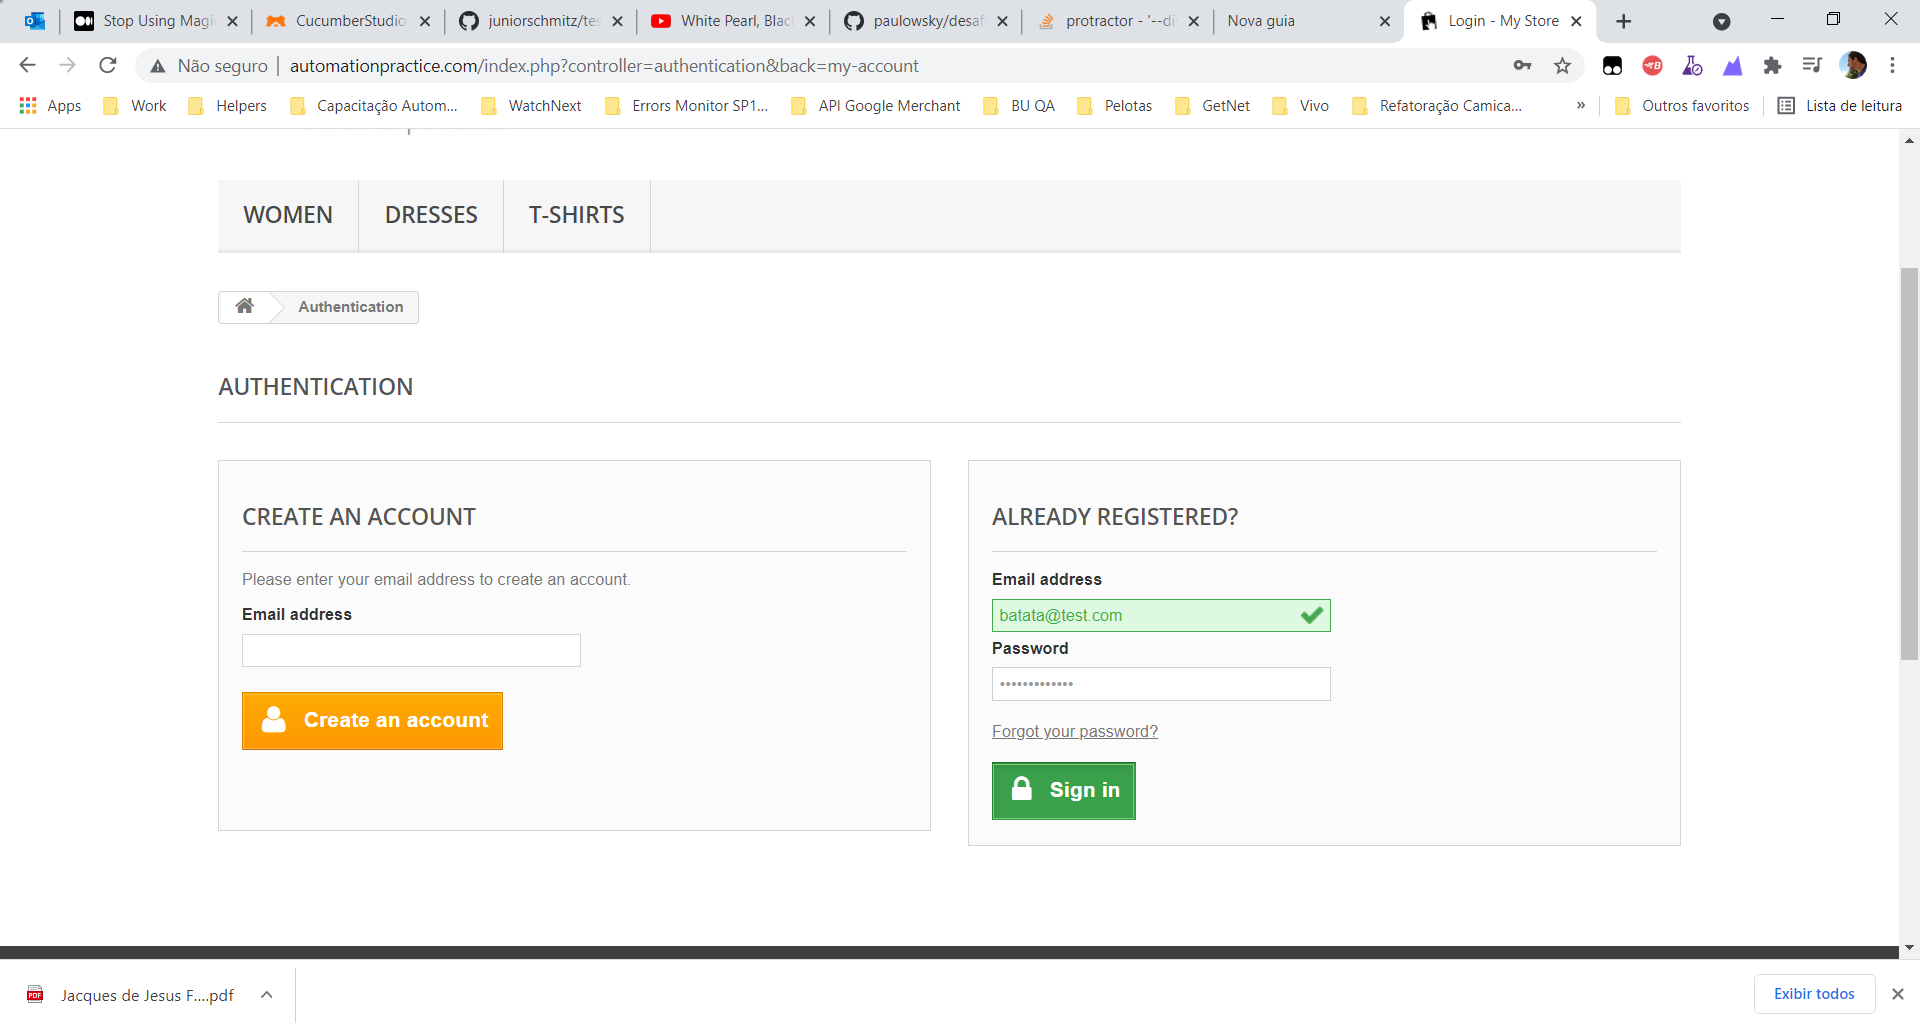 Stop Using Magi
CucumberStudio
juniorschmitz/tes
White Pearl, Blac
paulowsky/desaf
protractor - '--di
Nova guia
Login - My Store
Não seguro
automationpractice.com/index.php?controller=authentication&back=my-account
Apps
Work
Helpers
Capacitação Autom...
WatchNext
Errors Monitor SP1...
API Google Merchant
BU QA
Pelotas
GetNet
Vivo
Refatoração Camica...
»
Outros favoritos
Lista de leitura
WOMEN
DRESSES
T-SHIRTS
Authentication
AUTHENTICATION
CREATE AN ACCOUNT
Please enter your email address to create an account.
Email address
Create an account
ALREADY REGISTERED?
Email address
batata@test.com
Password
•••••••••••••
Forgot your password?
Sign in
PDF
Jacques de Jesus F....pdf
Exibir todos